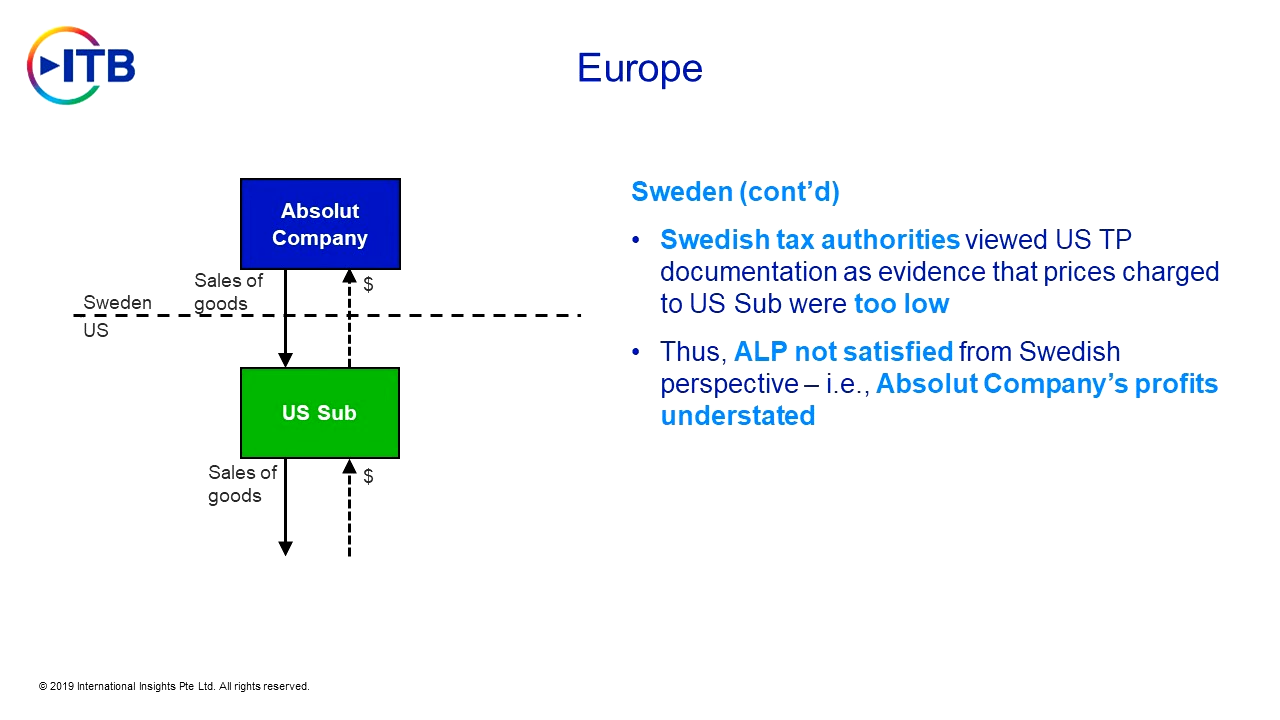 ITB
Europe
Absolut
Company
Sales of
goods
$
Sweden
US
US Sub
Sales of
goods
$
Sweden (cont’d)
• Swedish tax authorities viewed US TP
documentation as evidence that prices charged
to US Sub were too low
• Thus, ALP not satisfied from Swedish
perspective – i.e., Absolut Company’s profits
understated
© 2019 International Insights Pte Ltd. All rights reserved.